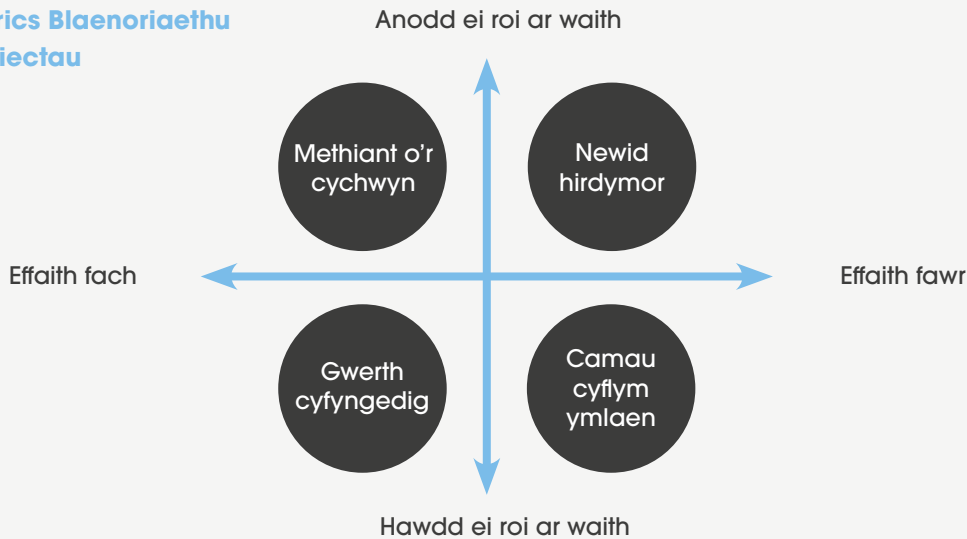 rics Blaenoriaethu
iectau
Anodd ei roi ar waith
Methiant o'r
cychwyn
Newid
hirdymor
Effaith fach
Effaith fawr
Gwerth
cyfyngedig
Camau
cyflym
ymlaen
Hawdd ei roi ar waith